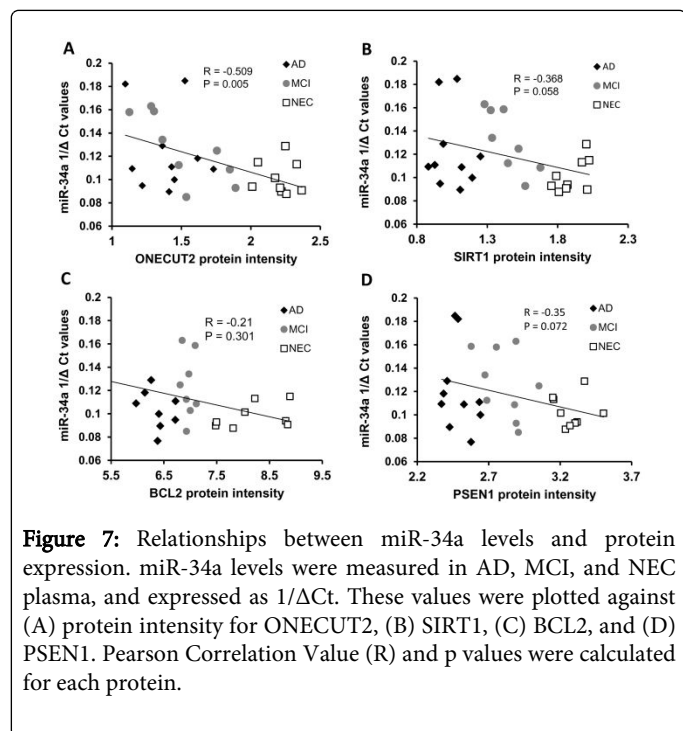 A
miR-34a 1/Δ Ct values
0.2
0.18
0.16
0.14
0.12
0.1
0.08
0.06
R = -0.509
P = 0.005
AD
MCI
NEC
1
1.5
2
2.5
ONECUT2 protein intensity
B
miR-34a 1/Δ Ct values
0.2
0.18
0.16
0.14
0.12
0.1
0.08
0.06
R = -0.368
P = 0.058
AD
MCI
NEC
0.8
1.3
1.8
2.3
SIRT1 protein intensity
C
miR-34a 1/Δ Ct values
0.2
0.18
0.16
0.14
0.12
0.1
0.08
0.06
R = -0.21
P = 0.301
AD
MCI
NEC
5.5
6.5
7.5
8.5
9.5
BCL2 protein intensity
D
miR-34a 1/Δ Ct values
0.2
0.18
0.16
0.14
0.12
0.1
0.08
0.06
R = -0.35
P = 0.072
AD
MCI
NEC
2.2
2.7
3.2
3.7
PSEN1 protein intensity
Figure 7: Relationships between miR-34a levels and protein
expression. miR-34a levels were measured in AD, MCI, and NEC
plasma, and expressed as 1/ΔCt. These values were plotted against
(A) protein intensity for ONECUT2, (B) SIRT1, (C) BCL2, and (D)
PSEN1. Pearson Correlation Value (R) and p values were calculated
for each protein.